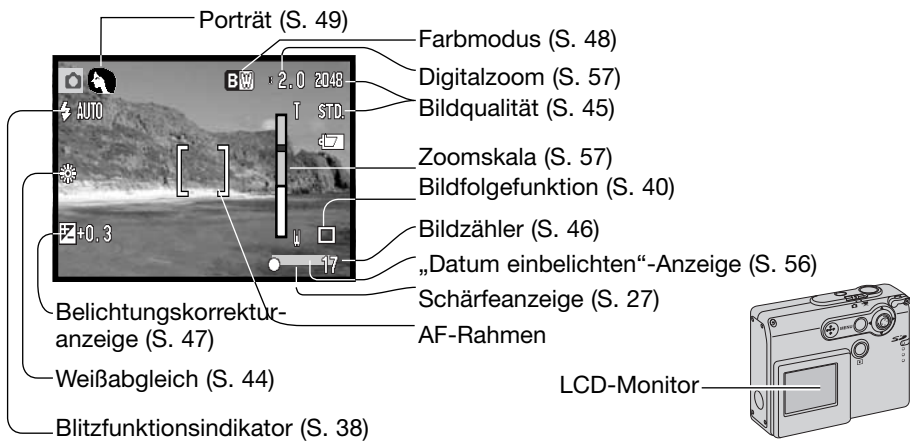 Porträt (S. 49)
Farbmodus (S. 48)
Digitalzoom (S. 57)
Bildqualität (S. 45)
Zoomskala (S. 57)
Bildfolgefunktion (S. 40)
Bildzähler (S. 46)
„Datum einbelichten“-Anzeige (S. 56)
Schärfeanzeige (S. 27)
AF-Rahmen
BW
×2.0
2048
AUTO
T
STD.
+0.3
W
17
Belichtungskorrektur-
anzeige (S. 47)
Weißabgleich (S. 44)
Blitzfunktionsindikator (S. 38)
LCD-Monitor
MENU